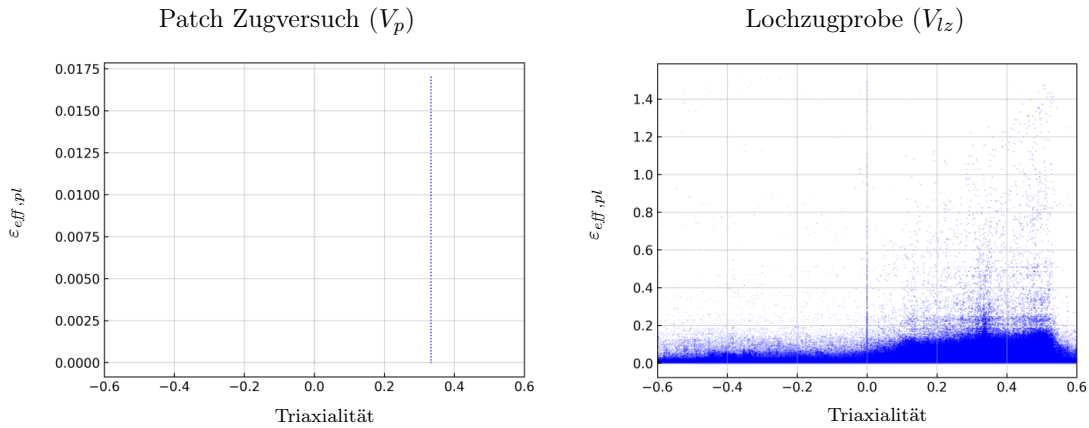 Patch Zugversuch (V_p)
0.0175
0.0150
0.0125
0.0100
0.0075
0.0050
0.0025
0.0000
ε_eff,pl
−0.6 −0.4 −0.2 0.0 0.2 0.4 0.6
Triaxialität
Lochzugprobe (V_lz)
1.4
1.2
1.0
0.8
0.6
0.4
0.2
0.0
ε_eff,pl
−0.6 −0.4 −0.2 0.0 0.2 0.4 0.6
Triaxialität